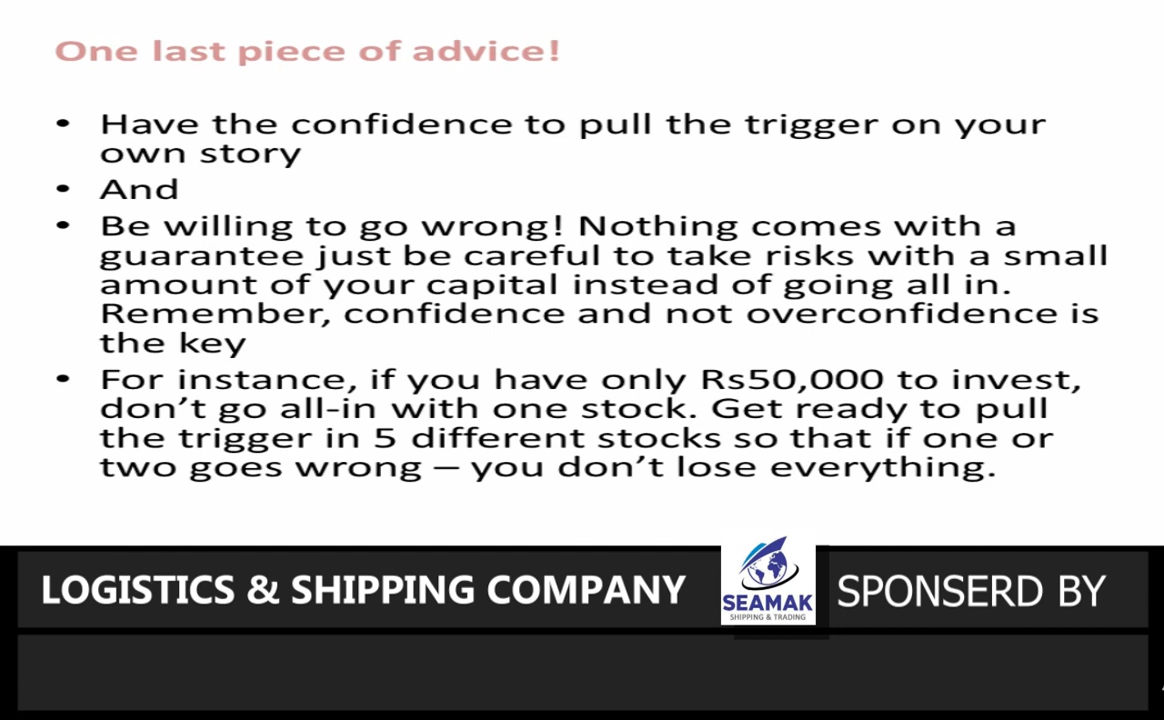 One last piece of advice!
• Have the confidence to pull the trigger on your
own story
• And
• Be willing to go wrong! Nothing comes with a
guarantee just be careful to take risks with a small
amount of your capital instead of going all in.
Remember, confidence and not overconfidence is
the key
• For instance, if you have only Rs50,000 to invest,
don’t go all-in with one stock. Get ready to pull
the trigger in 5 different stocks so that if one or
two goes wrong – you don’t lose everything.
LOGISTICS & SHIPPING COMPANY
SEAMAK
SHIPPING & TRADING
SPONSERD BY